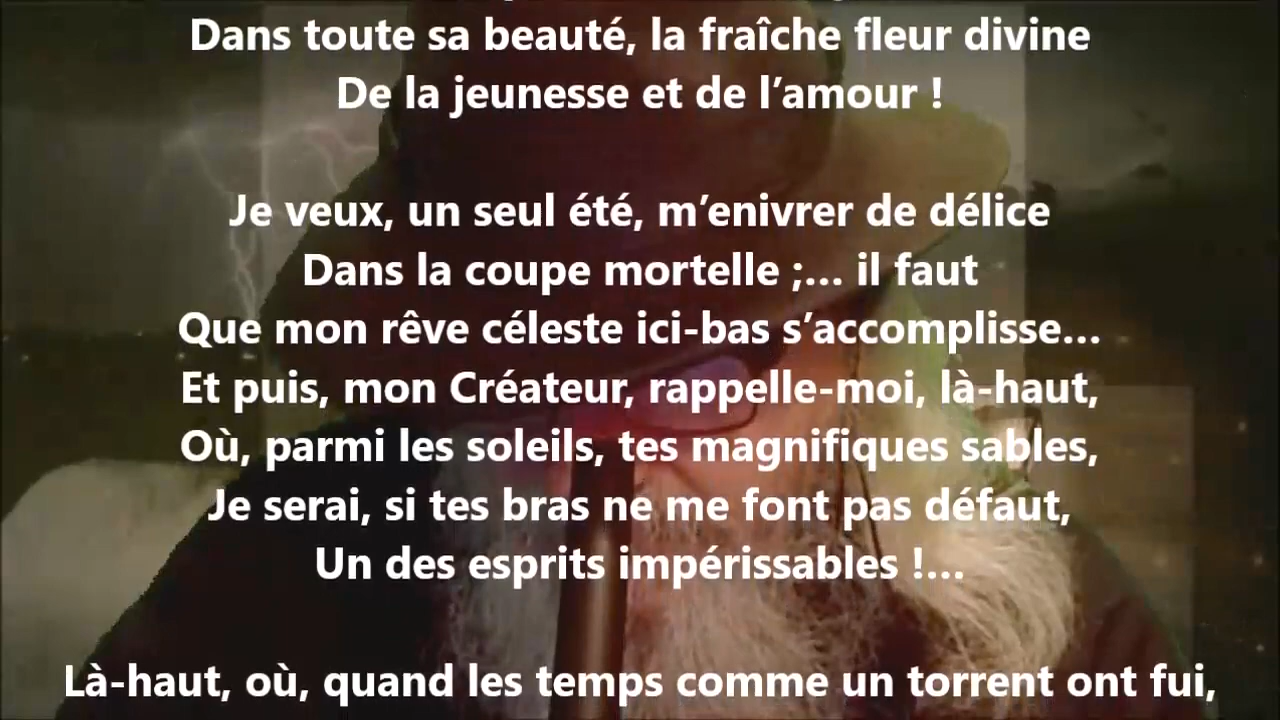 Dans toute sa beauté, la fraîche fleur divine
De la jeunesse et de l’amour !
Je veux, un seul été, m’enivrer de délice
Dans la coupe mortelle ;… il faut
Que mon rêve céleste ici-bas s’accomplisse…
Et puis, mon Créateur, rappelle-moi, là-haut,
Où, parmi les soleils, tes magnifiques sables,
Je serai, si tes bras ne me font pas défaut,
Un des esprits impérissables !…
Là-haut, où, quand les temps comme un torrent ont fui,